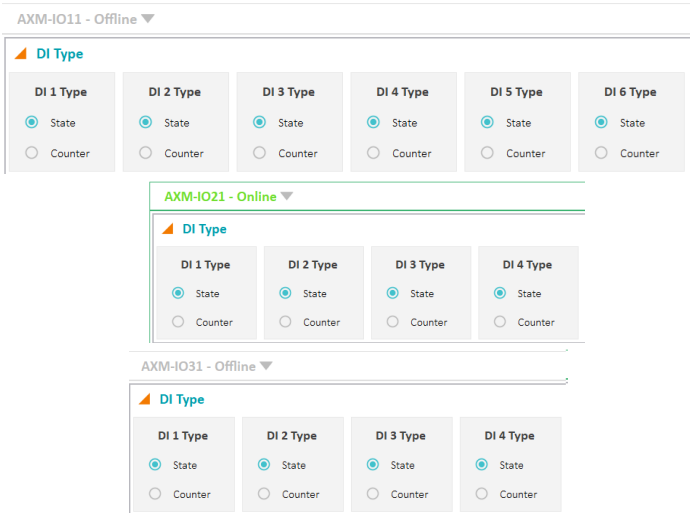 AXM-IO11 - Offline
DI Type
DI 1 Type DI 2 Type DI 3 Type DI 4 Type DI 5 Type DI 6 Type
State State State State State State
Counter Counter Counter Counter Counter Counter
AXM-IO21 - Online
DI Type
DI 1 Type DI 2 Type DI 3 Type DI 4 Type
State State State State
Counter Counter Counter Counter
AXM-IO31 - Offline
DI Type
DI 1 Type DI 2 Type DI 3 Type DI 4 Type
State State State State
Counter Counter Counter Counter